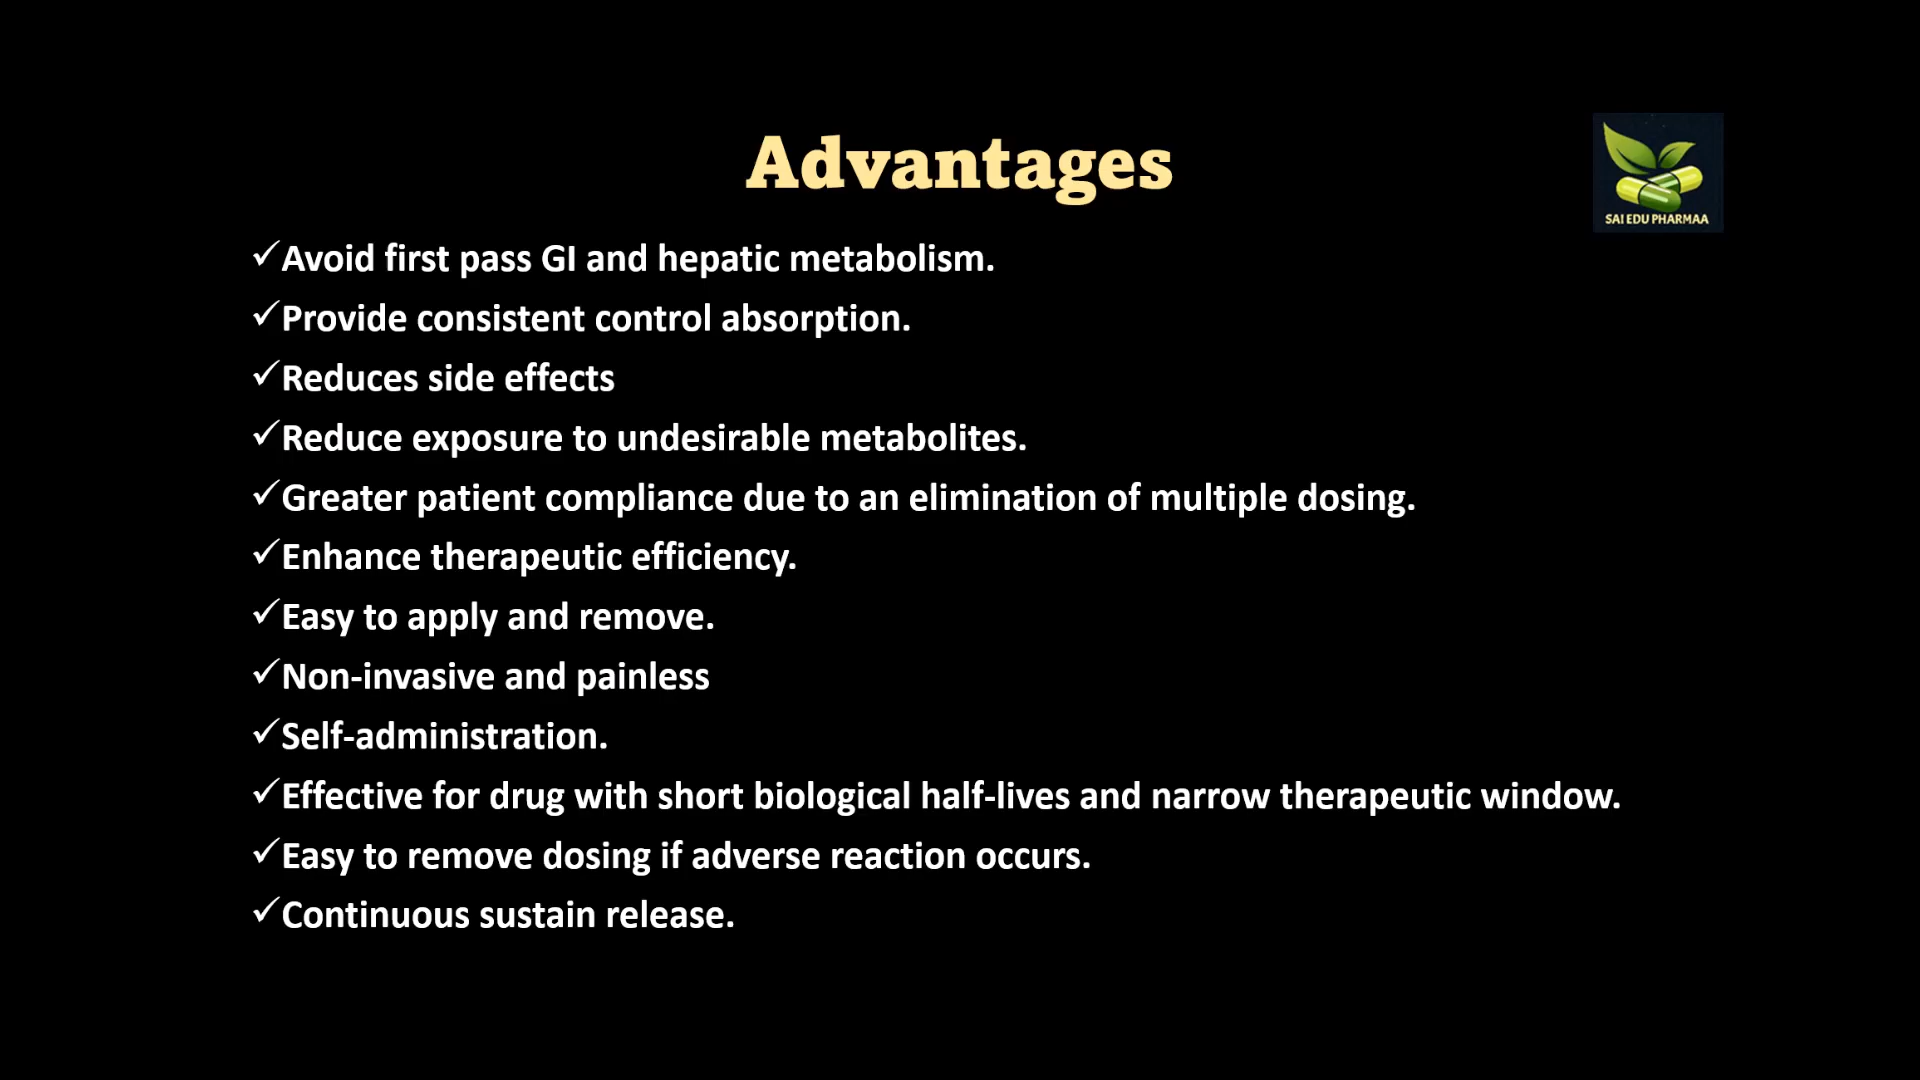 Advantages
SAI EDU PHARMAA
✓Avoid first pass GI and hepatic metabolism.
✓Provide consistent control absorption.
✓Reduces side effects
✓Reduce exposure to undesirable metabolites.
✓Greater patient compliance due to an elimination of multiple dosing.
✓Enhance therapeutic efficiency.
✓Easy to apply and remove.
✓Non-invasive and painless
✓Self-administration.
✓Effective for drug with short biological half-lives and narrow therapeutic window.
✓Easy to remove dosing if adverse reaction occurs.
✓Continuous sustain release.